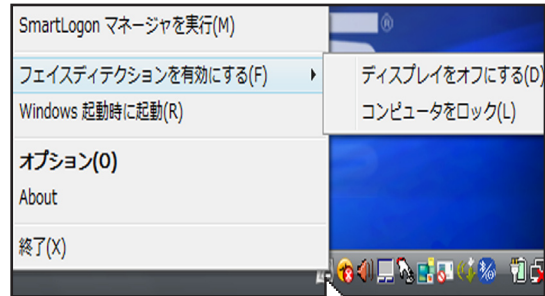 SmartLogon マネージャを実行(M)
フェイスディテクションを有効にする(F)
ディスプレイをオフにする(D)
コンピュータをロック(L)
Windows 起動時に起動(R)
オプション(O)
About
終了(X)
®